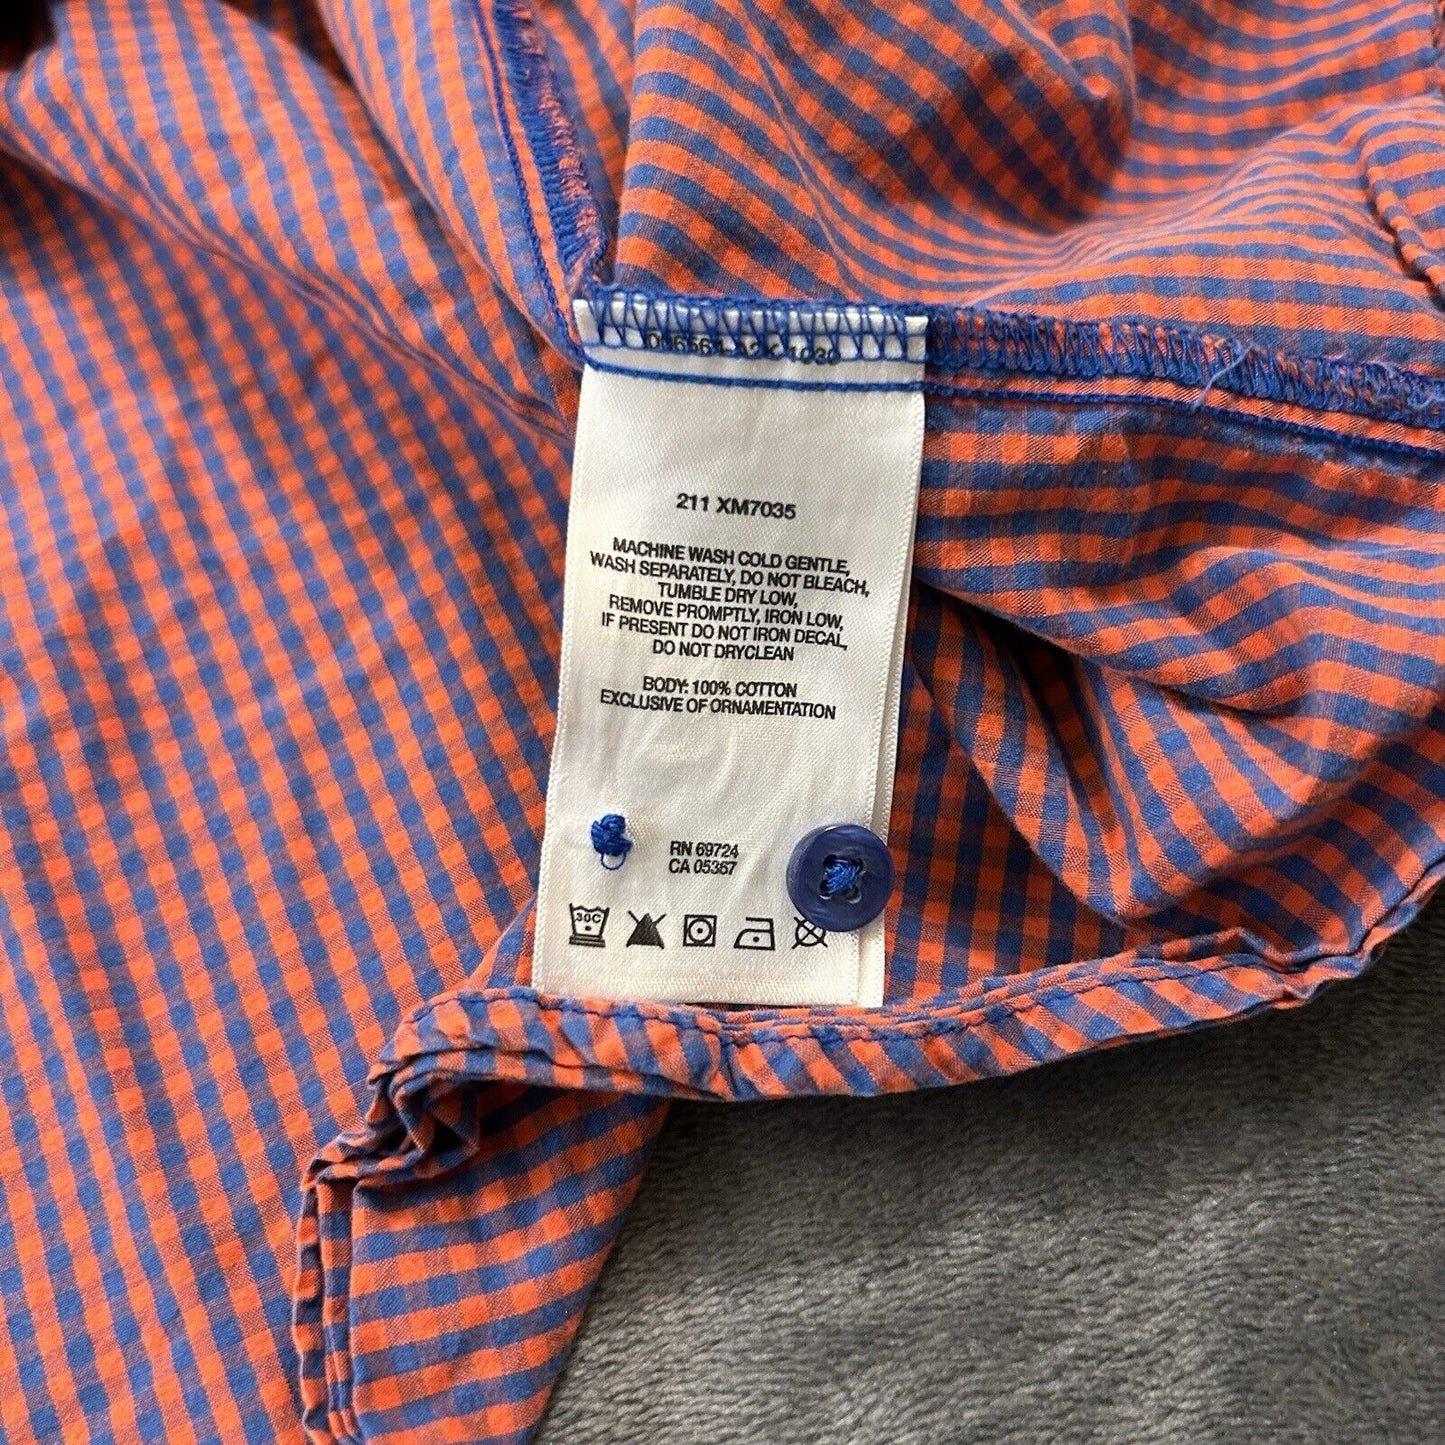 211 XM7035
MACHINE WASH COLD GENTLE,
WASH SEPARATELY, DO NOT BLEACH,
TUMBLE DRY LOW,
REMOVE PROMPTLY, IRON LOW,
IF PRESENT DO NOT IRON DECAL,
DO NOT DRYCLEAN
BODY: 100% COTTON
EXCLUSIVE OF ORNAMENTATION
RN 69724
CA 05367
30C